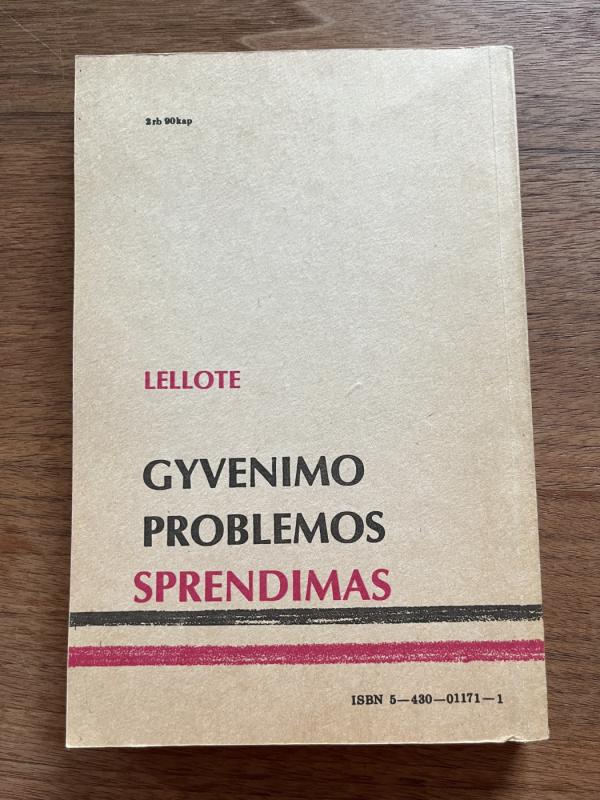 2 rb 90 kap
LELLOTE
GYVENIMO
PROBLEMOS
SPRENDIMAS
ISBN 5—430—01171—1